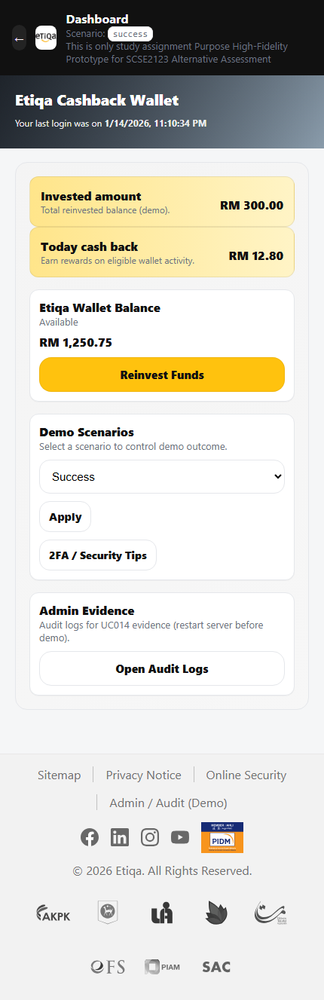 ←
eTiQa
Dashboard
Scenario: success
This is only study assignment Purpose High-Fidelity
Prototype for SCSE2123 Alternative Assessment
Etiqa Cashback Wallet
Your last login was on 1/14/2026, 11:10:34 PM
Invested amount
Total reinvested balance (demo).
RM 300.00
Today cash back
Earn rewards on eligible wallet activity.
RM 12.80
Etiqa Wallet Balance
Available
RM 1,250.75
Reinvest Funds
Demo Scenarios
Select a scenario to control demo outcome.
Success
Apply
2FA / Security Tips
Admin Evidence
Audit logs for UC014 evidence (restart server before
demo).
Open Audit Logs
Sitemap
Privacy Notice
Online Security
Admin / Audit (Demo)
PIDM
© 2026 Etiqa. All Rights Reserved.
AKPK
OFS
PIAM
SAC